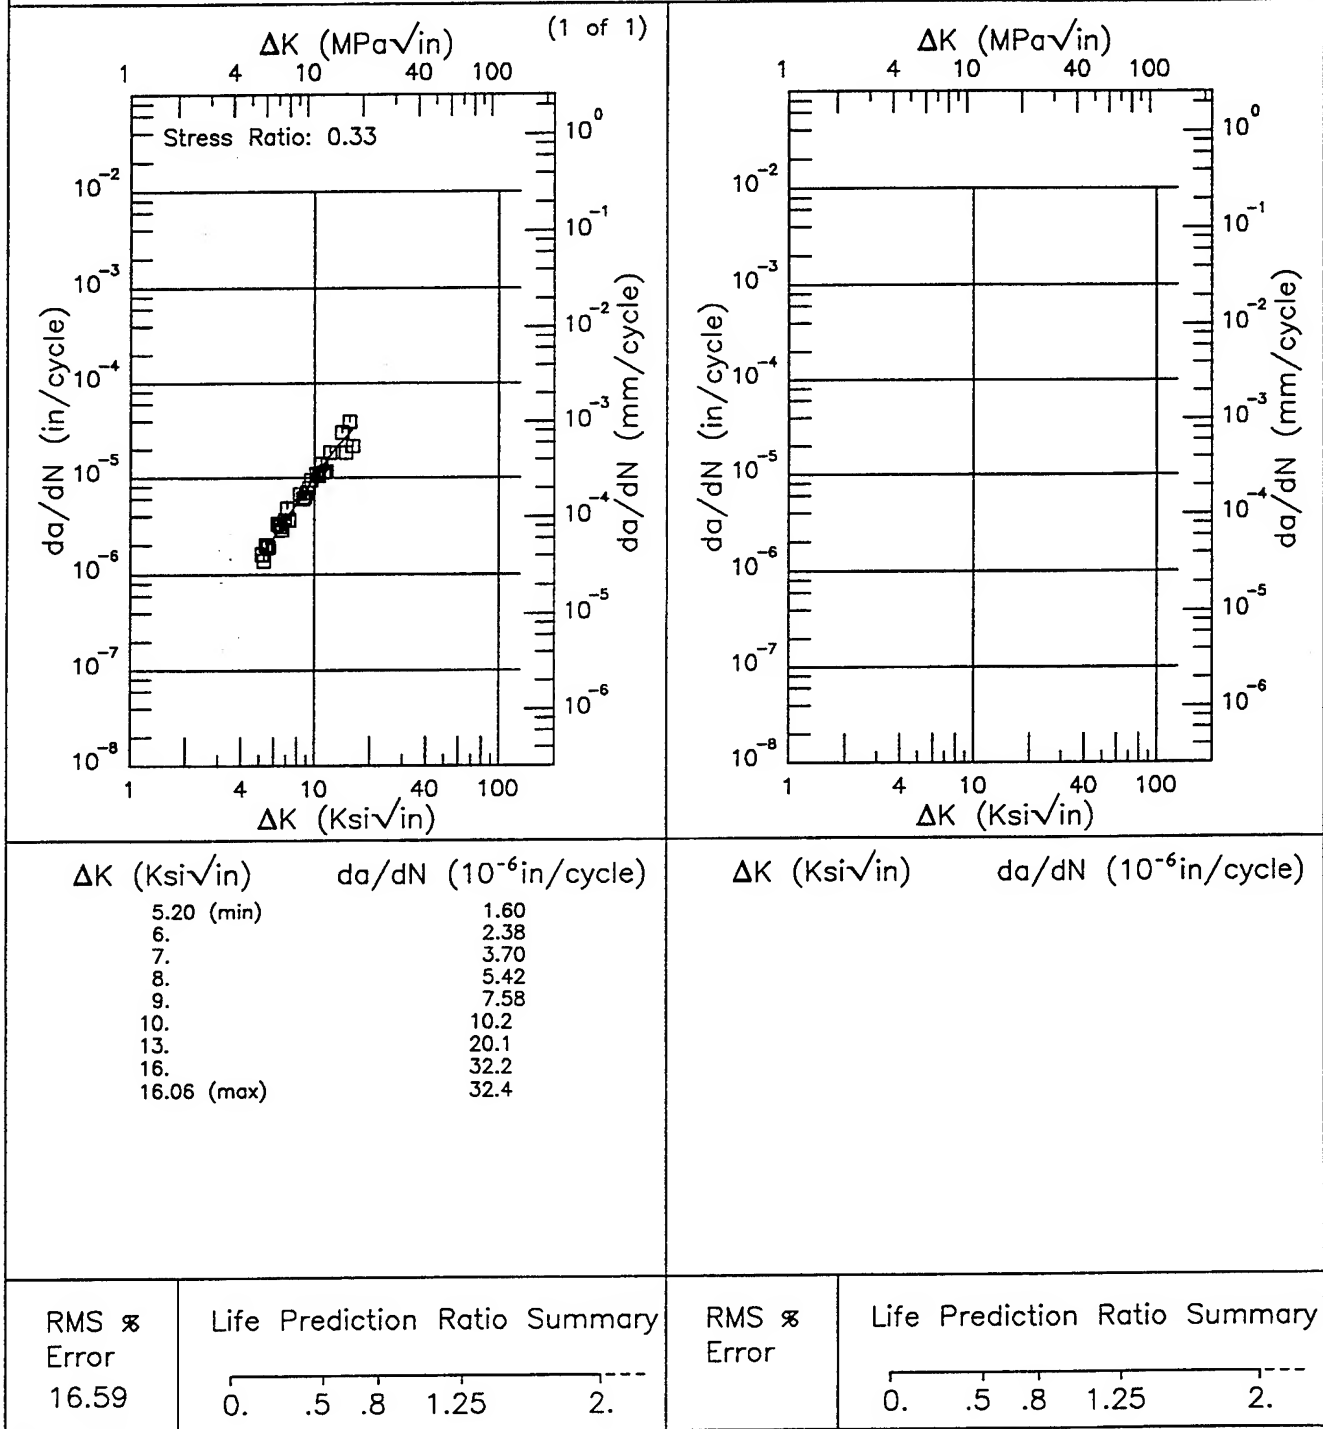 (1 of 1)
ΔK (MPa√in)
1 4 10 40 100
Stress Ratio: 0.33
da/dN (in/cycle)
10⁻²
10⁻³
10⁻⁴
10⁻⁵
10⁻⁶
10⁻⁷
10⁻⁸
10⁰
10⁻¹
10⁻²
10⁻³
10⁻⁴
10⁻⁵
10⁻⁶
da/dN (mm/cycle)
1 4 10 40 100
ΔK (Ksi√in)
ΔK (MPa√in)
1 4 10 40 100
da/dN (in/cycle)
10⁻²
10⁻³
10⁻⁴
10⁻⁵
10⁻⁶
10⁻⁷
10⁻⁸
10⁰
10⁻¹
10⁻²
10⁻³
10⁻⁴
10⁻⁵
10⁻⁶
da/dN (mm/cycle)
1 4 10 40 100
ΔK (Ksi√in)
ΔK (Ksi√in) da/dN (10⁻⁶in/cycle)
5.20 (min) 1.60
6. 2.38
7. 3.70
8. 5.42
9. 7.58
10. 10.2
13. 20.1
16. 32.2
16.06 (max) 32.4
ΔK (Ksi√in) da/dN (10⁻⁶in/cycle)
RMS %
Error
16.59
Life Prediction Ratio Summary
0. .5 .8 1.25 2.
RMS %
Error
Life Prediction Ratio Summary
0. .5 .8 1.25 2.